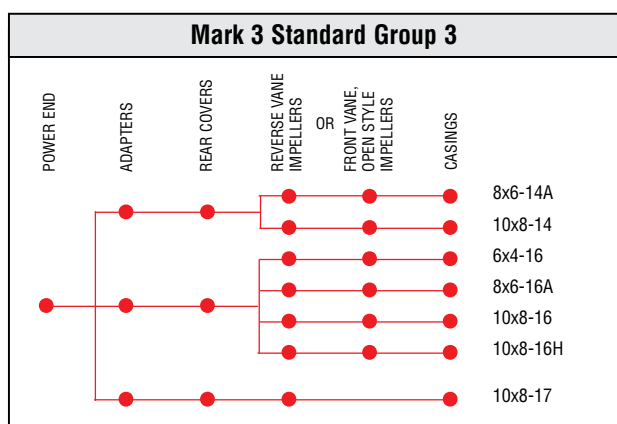 Mark 3 Standard Group 3
POWER END
ADAPTERS
REAR COVERS
REVERSE VANE
IMPELLERS
OR
FRONT VANE,
OPEN STYLE
IMPELLERS
CASINGS
8x6-14A
10x8-14
6x4-16
8x6-16A
10x8-16
10x8-16H
10x8-17